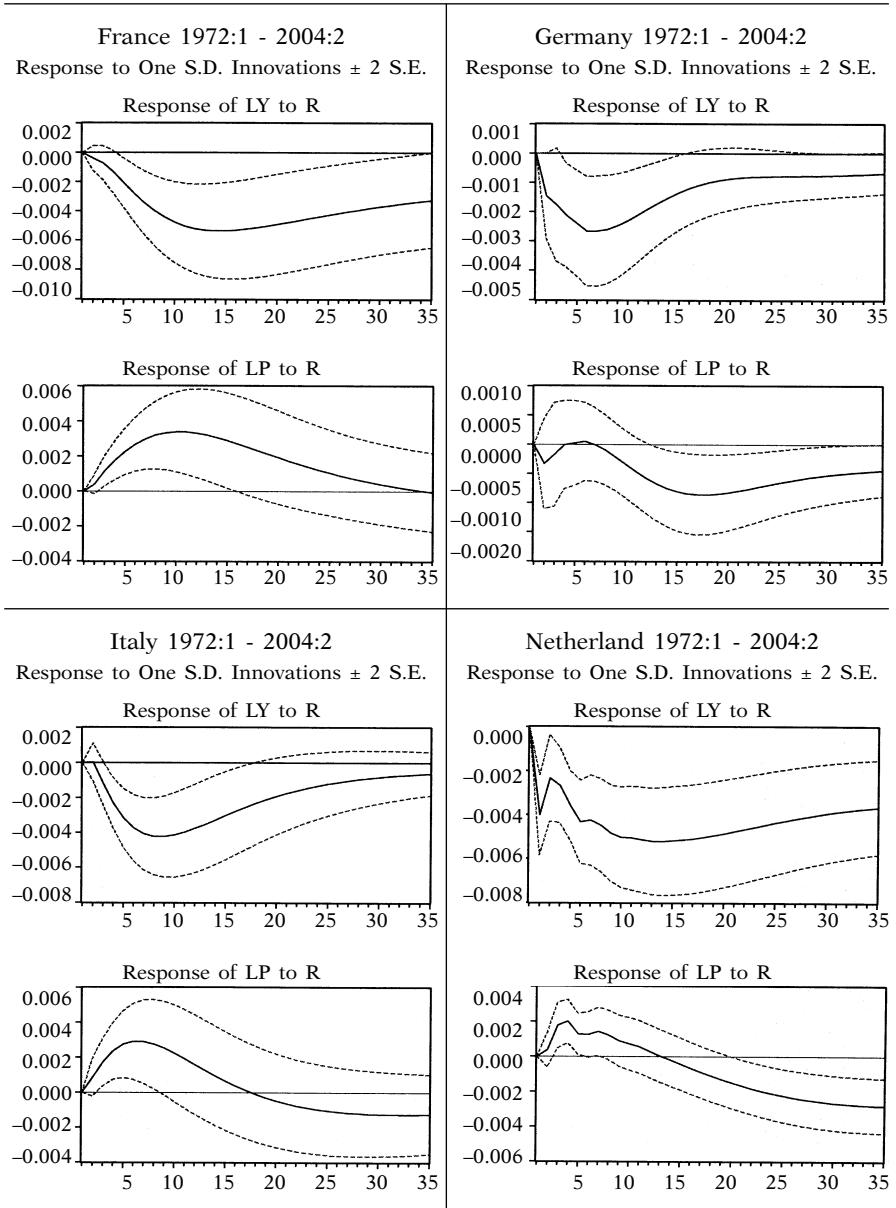 France 1972:1 - 2004:2
Response to One S.D. Innovations ± 2 S.E.
Response of LY to R
0.002
0.000
−0.002
−0.004
−0.006
−0.008
−0.010
5 10 15 20 25 30 35
Response of LP to R
0.006
0.004
0.002
0.000
−0.002
−0.004
5 10 15 20 25 30 35
Germany 1972:1 - 2004:2
Response to One S.D. Innovations ± 2 S.E.
Response of LY to R
0.001
0.000
−0.001
−0.002
−0.003
−0.004
−0.005
5 10 15 20 25 30 35
Response of LP to R
0.0010
0.0005
0.0000
−0.0005
−0.0010
−0.0020
5 10 15 20 25 30 35
Italy 1972:1 - 2004:2
Response to One S.D. Innovations ± 2 S.E.
Response of LY to R
0.002
0.000
−0.002
−0.004
−0.006
−0.008
5 10 15 20 25 30 35
Response of LP to R
0.006
0.004
0.002
0.000
−0.002
−0.004
5 10 15 20 25 30 35
Netherland 1972:1 - 2004:2
Response to One S.D. Innovations ± 2 S.E.
Response of LY to R
0.000
−0.002
−0.004
−0.006
−0.008
5 10 15 20 25 30 35
Response of LP to R
0.004
0.002
0.000
−0.002
−0.004
−0.006
5 10 15 20 25 30 35